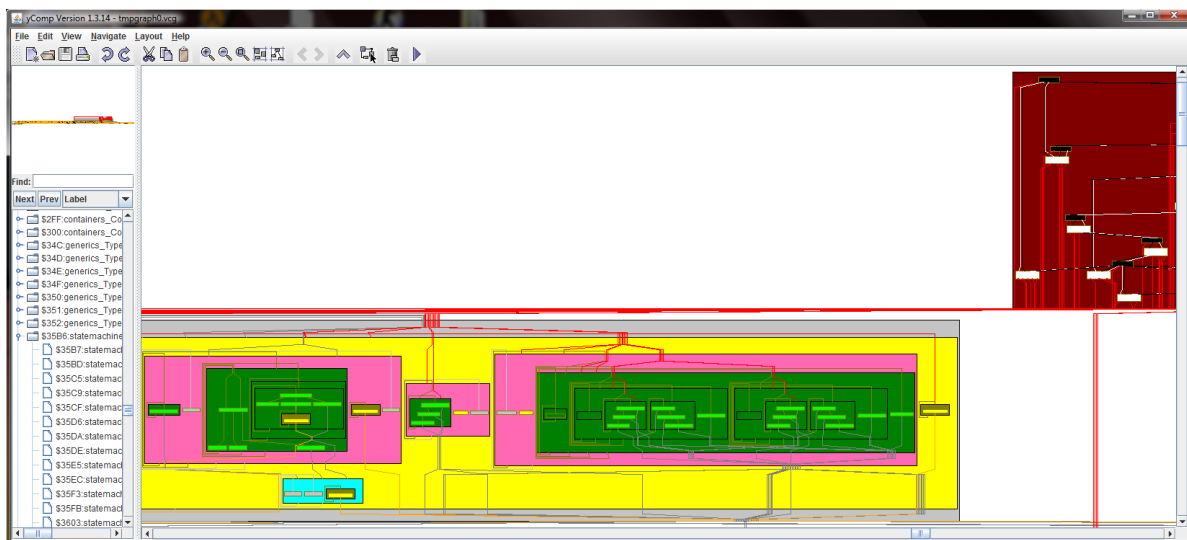 yComp Version 1.3.14 - tmpgraph0.vcg
File Edit View Navigate Layout Help
Find:
Next Prev Label
$2FF:containers_Co
$300:containers_Co
$34C:generics_Type
$34D:generics_Type
$34E:generics_Type
$34F:generics_Type
$350:generics_Type
$351:generics_Type
$352:generics_Type
$35B6:statemachine
$35B7:statemac
$35BD:statemac
$35C5:statemac
$35C9:statemac
$35CF:statemac
$35D6:statemac
$35DA:statemac
$35DE:statemac
$35E5:statemac
$35EC:statemac
$35F3:statemac
$35FB:statemac
$3603:statemac